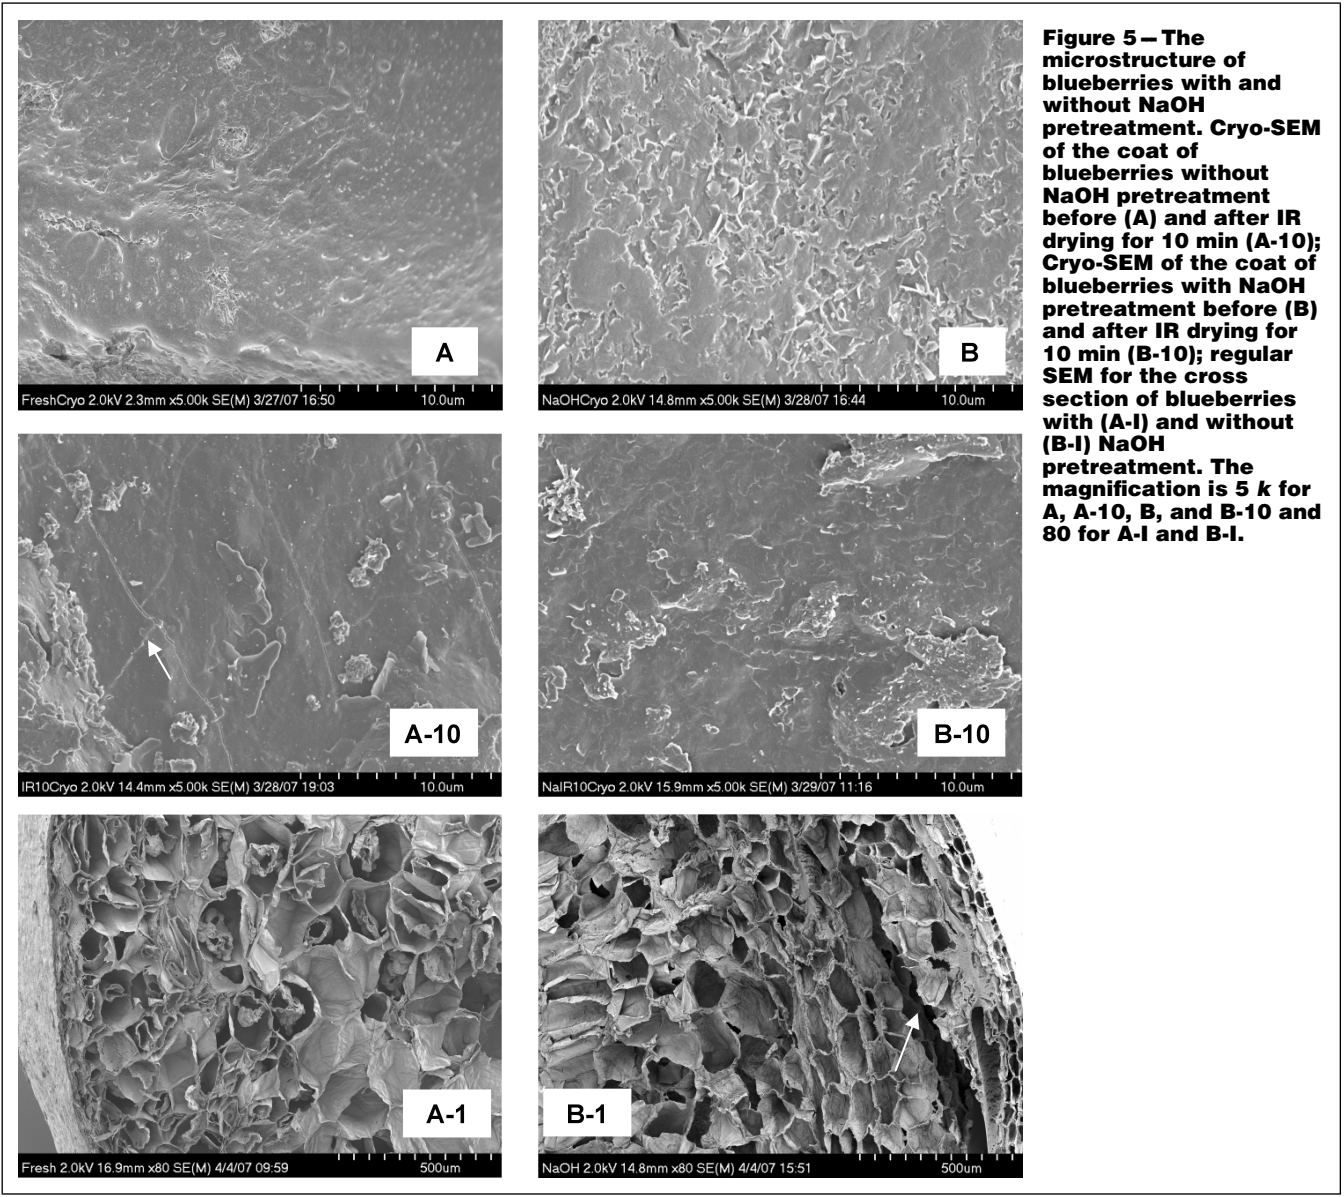 A
FreshCryo 2.0kV 2.3mm x5.00k SE(M) 3/27/07 16:50 10.0um
B
NaOHCryo 2.0kV 14.8mm x5.00k SE(M) 3/28/07 16:44 10.0um
A-10
IR10Cryo 2.0kV 14.4mm x5.00k SE(M) 3/28/07 19:03 10.0um
B-10
NaIR10Cryo 2.0kV 15.9mm x5.00k SE(M) 3/29/07 11:16 10.0um
A-1
Fresh 2.0kV 16.9mm x80 SE(M) 4/4/07 09:59 500um
B-1
NaOH 2.0kV 14.8mm x80 SE(M) 4/4/07 15:51 500um
Figure 5—The
microstructure of
blueberries with and
without NaOH
pretreatment. Cryo-SEM
of the coat of
blueberries without
NaOH pretreatment
before (A) and after IR
drying for 10 min (A-10);
Cryo-SEM of the coat of
blueberries with NaOH
pretreatment before (B)
and after IR drying for
10 min (B-10); regular
SEM for the cross
section of blueberries
with (A-I) and without
(B-I) NaOH
pretreatment. The
magnification is 5 k for
A, A-10, B, and B-10 and
80 for A-I and B-I.